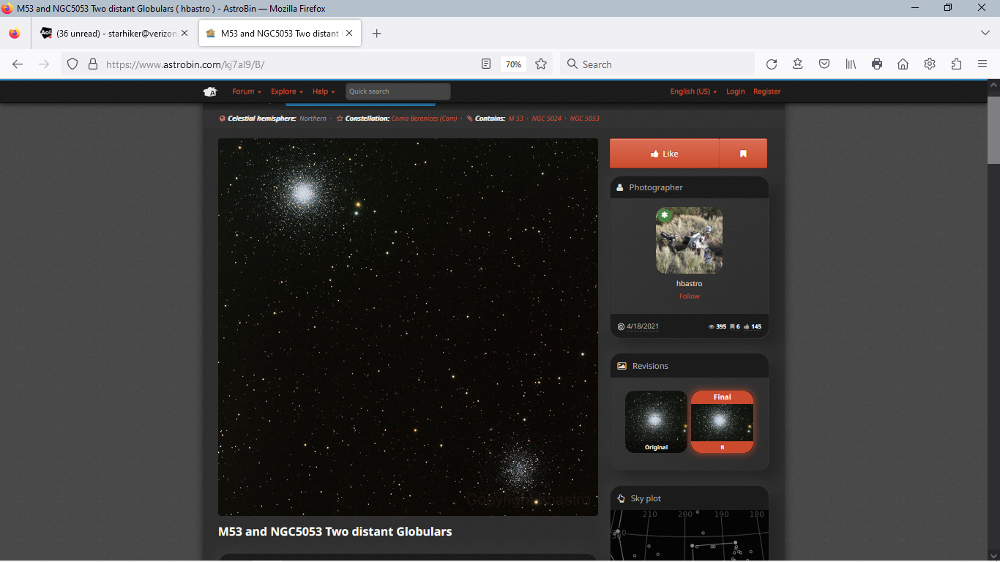 M53 and NGC5053 Two distant Globulars ( hbastro ) - AstroBin — Mozilla Firefox
Aol. (36 unread) - starhiker@verizon
M53 and NGC5053 Two distant
https://www.astrobin.com/kj7al9/B/
70%
Search
A
Forum
Explore
Help
Quick search
English (US)
Login
Register
Celestial hemisphere: Northern · Constellation: Coma Berenices (Com) · Contains: M 53 · NGC 5024 · NGC 5053
Like
Photographer
hbastro
Follow
4/18/2021 395 6 145
Revisions
Final
Original
B
Sky plot
210 200 190 180
Copyright: hbastro
M53 and NGC5053 Two distant Globulars